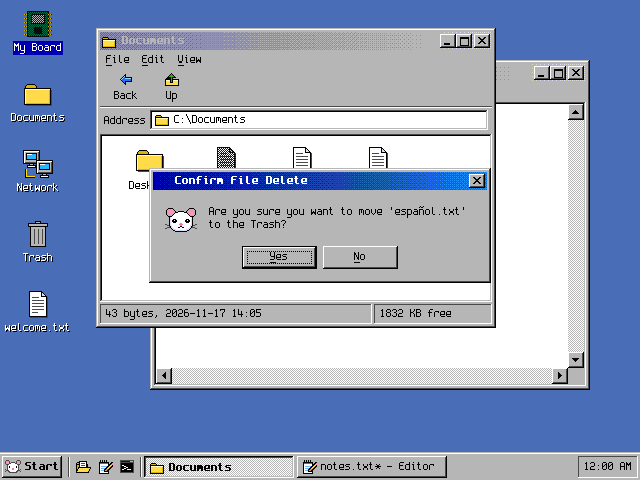 My Board
Documents
Network
Trash
welcome.txt
Documents
File Edit View
Back Up
Address C:\Documents
Confirm File Delete
Are you sure you want to move 'español.txt'
to the Trash?
Yes No
43 bytes, 2026-11-17 14:05 1832 KB free
Start Documents notes.txt* - Editor 12:00 AM